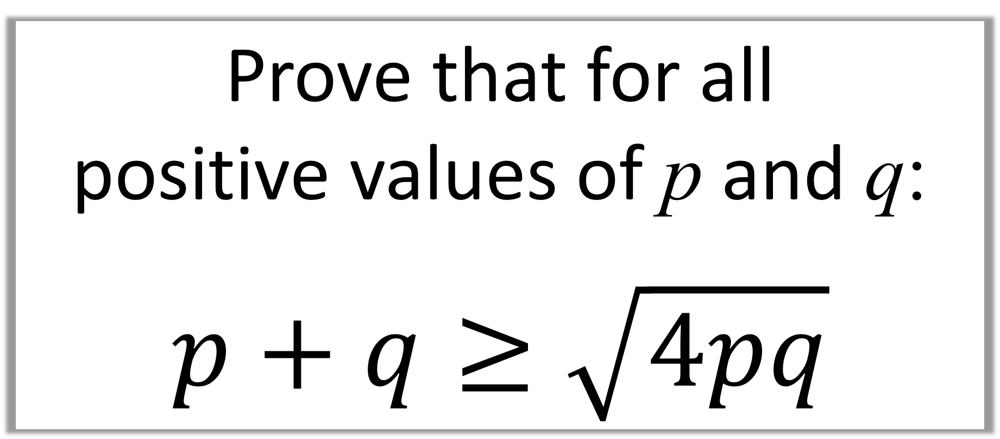 Prove that for all
positive values of p and q:
p + q ≥ √4pq